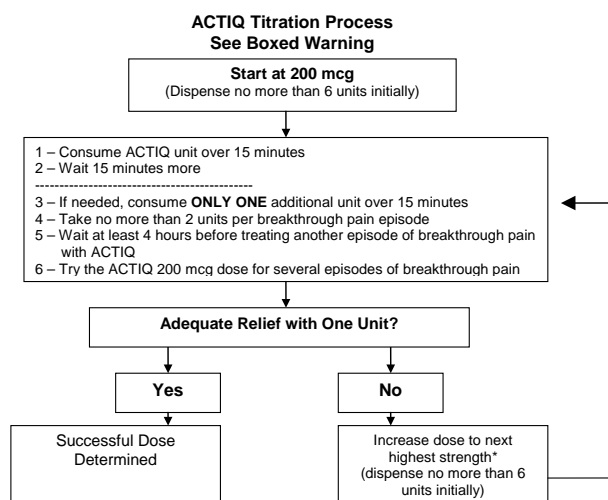 ACTIQ Titration Process
See Boxed Warning
Start at 200 mcg
(Dispense no more than 6 units initially)
1 – Consume ACTIQ unit over 15 minutes
2 – Wait 15 minutes more
----------------------------------------------
3 – If needed, consume ONLY ONE additional unit over 15 minutes
4 – Take no more than 2 units per breakthrough pain episode
5 – Wait at least 4 hours before treating another episode of breakthrough pain
with ACTIQ
6 – Try the ACTIQ 200 mcg dose for several episodes of breakthrough pain
Adequate Relief with One Unit?
Yes
No
Successful Dose
Determined
Increase dose to next
highest strength*
(dispense no more than 6
units initially)